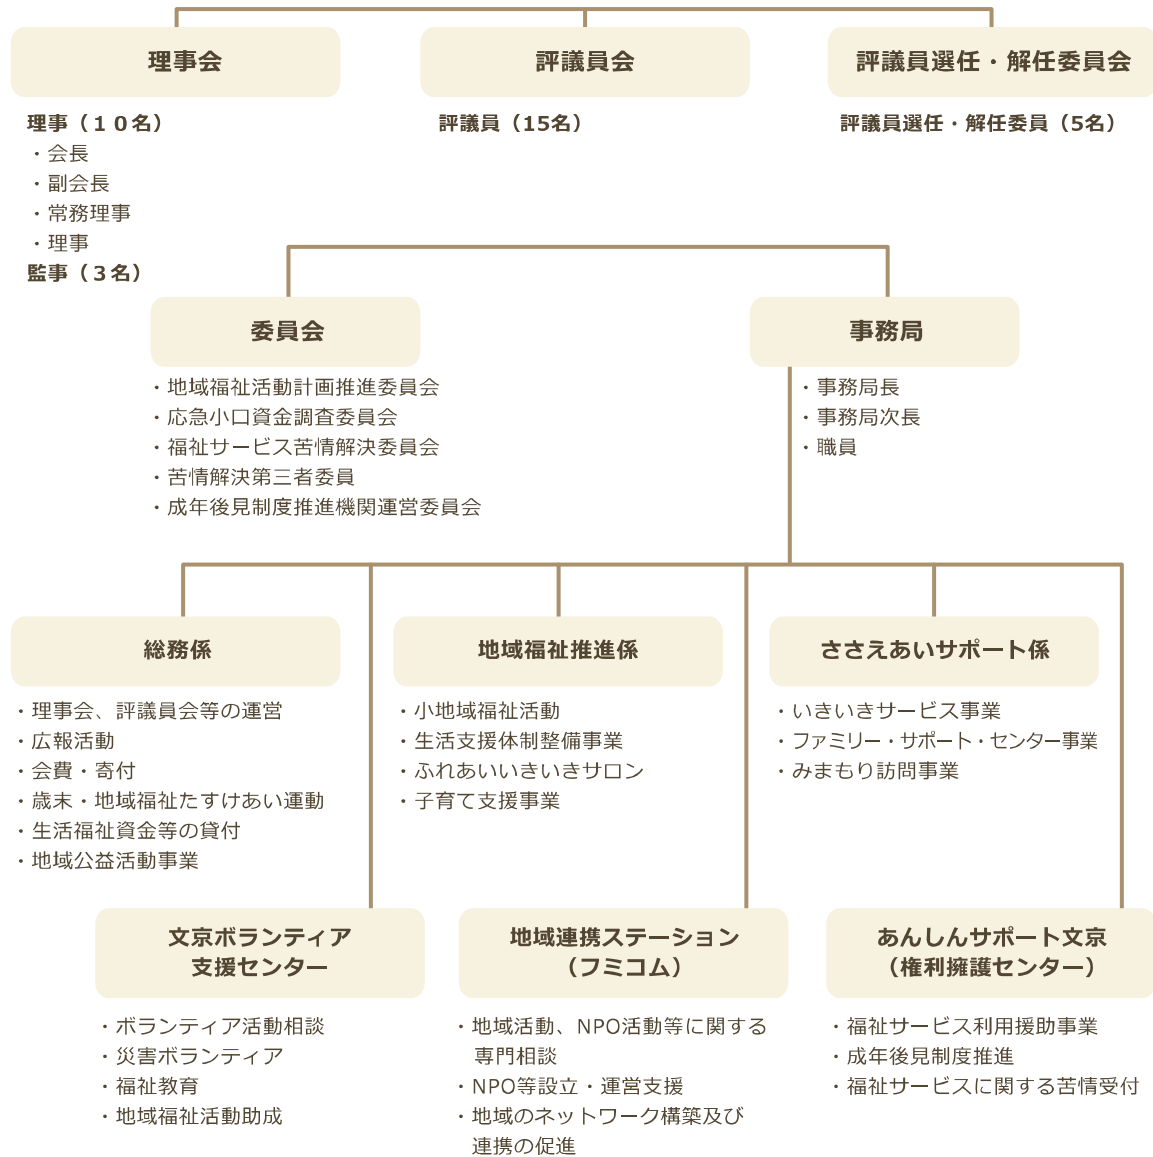 理事会
理事（１０名）
・会長
・副会長
・常務理事
・理事
監事（３名）
評議員会
評議員（15名）
評議員選任・解任委員会
評議員選任・解任委員（5名）
委員会
・地域福祉活動計画推進委員会
・応急小口資金調査委員会
・福祉サービス苦情解決委員会
・苦情解決第三者委員
・成年後見制度推進機関運営委員会
事務局
・事務局長
・事務局次長
・職員
総務係
・理事会、評議員会等の運営
・広報活動
・会費・寄付
・歳末・地域福祉たすけあい運動
・生活福祉資金等の貸付
・地域公益活動事業
地域福祉推進係
・小地域福祉活動
・生活支援体制整備事業
・ふれあいいきいきサロン
・子育て支援事業
ささえあいサポート係
・いきいきサービス事業
・ファミリー・サポート・センター事業
・みまもり訪問事業
文京ボランティア
支援センター
・ボランティア活動相談
・災害ボランティア
・福祉教育
・地域福祉活動助成
地域連携ステーション
（フミコム）
・地域活動、NPO活動等に関する
専門相談
・NPO等設立・運営支援
・地域のネットワーク構築及び
連携の促進
あんしんサポート文京
（権利擁護センター）
・福祉サービス利用援助事業
・成年後見制度推進
・福祉サービスに関する苦情受付